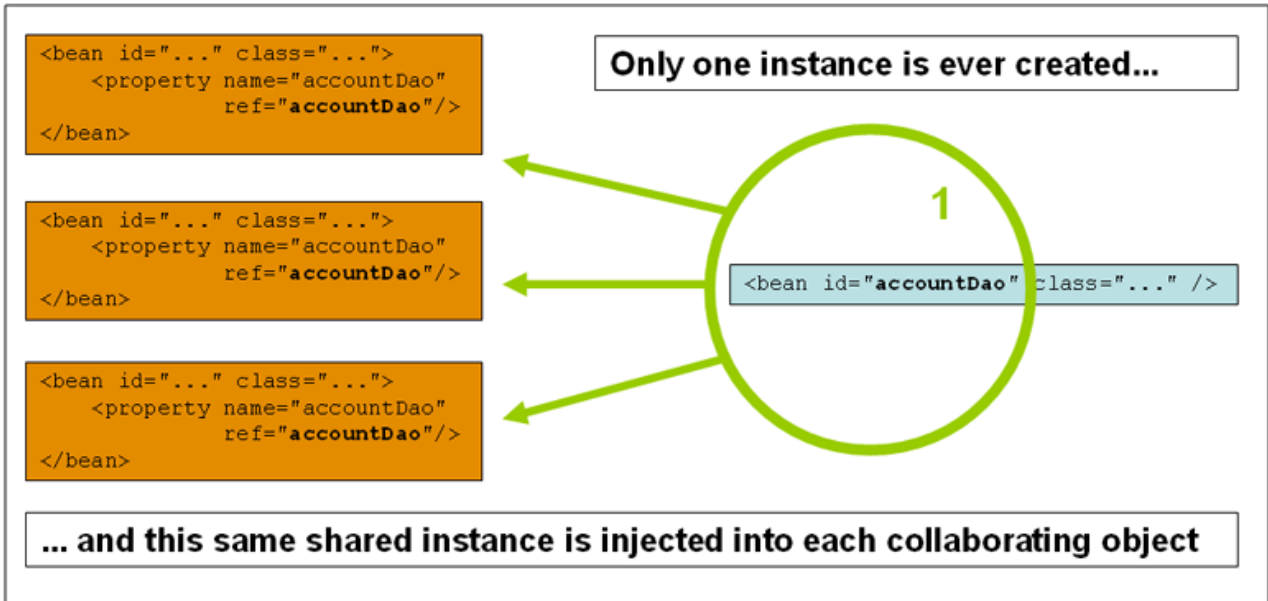 <bean id="..." class="...">
<property name="accountDao"
ref="accountDao"/>
</bean>
Only one instance is ever created...
1
<bean id="..." class="...">
<property name="accountDao"
ref="accountDao"/>
</bean>
<bean id="accountDao" class="..." />
<bean id="..." class="...">
<property name="accountDao"
ref="accountDao"/>
</bean>
... and this same shared instance is injected into each collaborating object